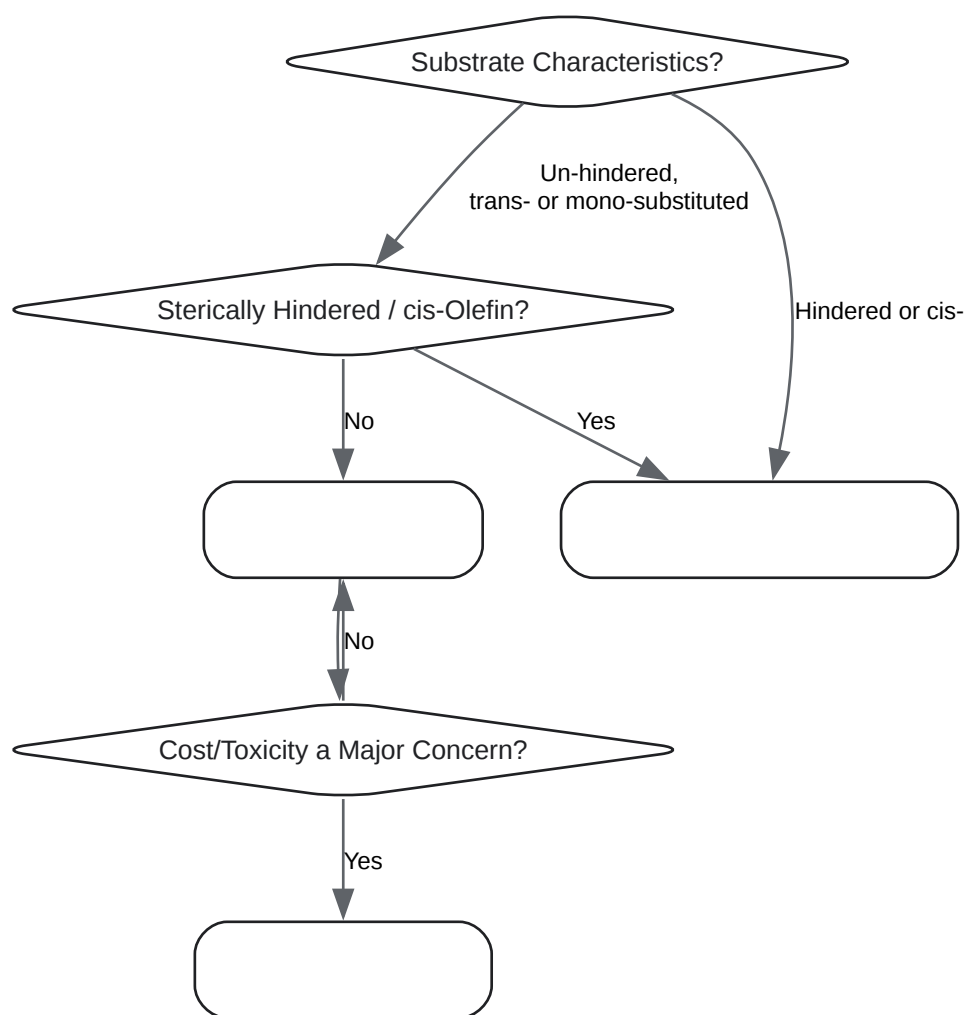 Substrate Characteristics?
Un-hindered,
trans- or mono-substituted
Hindered or cis-
Sterically Hindered / cis-Olefin?
No
Yes
No
Cost/Toxicity a Major Concern?
Yes